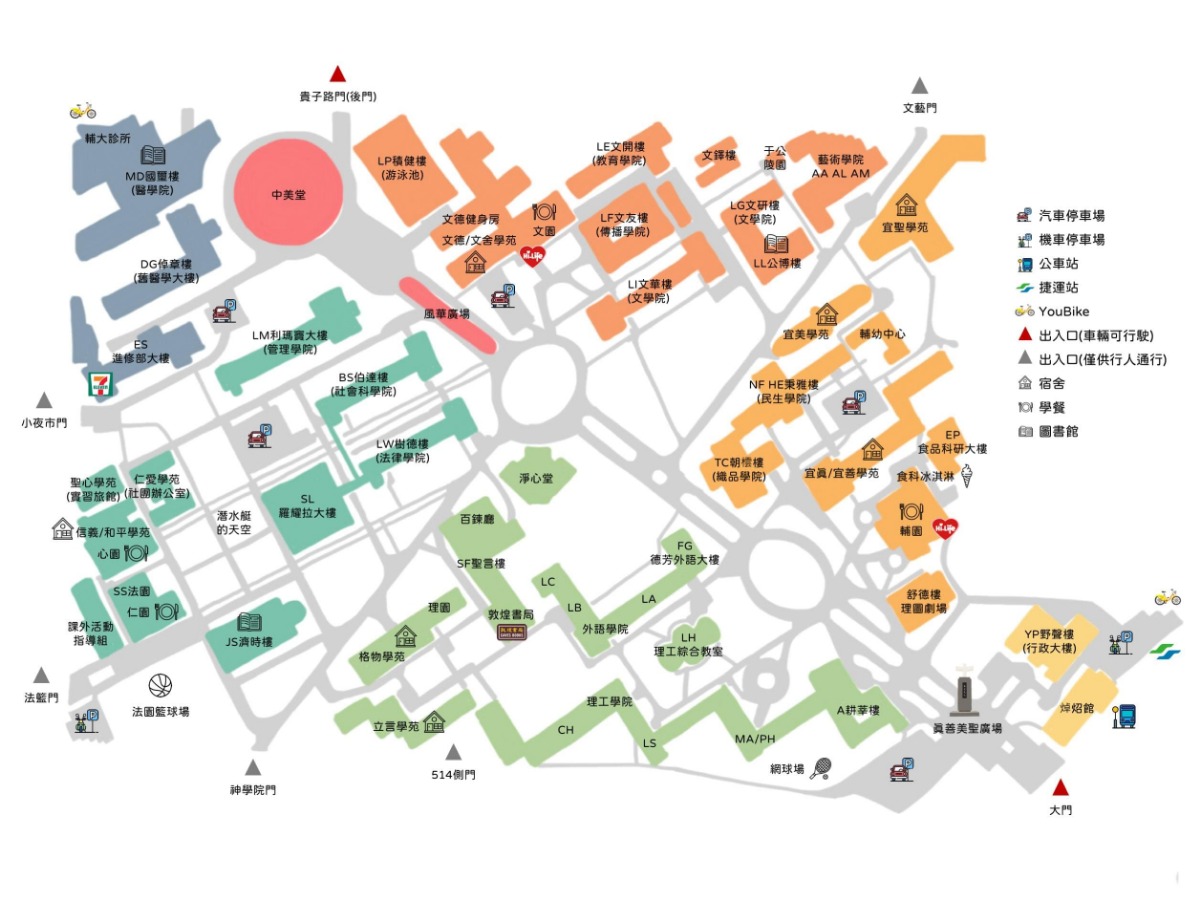 貴子路門(後門)
文藝門
輔大診所
MD國璽樓
(醫學院)
中美堂
LP積健樓
(游泳池)
LE文開樓
(教育學院)
文鐸樓
于公
陵園
藝術學院
AA AL AM
文德健身房
文園
文德/文舍學苑
Hi-Life
LF文友樓
(傳播學院)
LG文研樓
(文學院)
LL公博樓
宜聖學苑
DG倬章樓
(舊醫學大樓)
LI文華樓
(文學院)
風華廣場
P
P
ES
進修部大樓
7
ELEVEN
LM利瑪竇大樓
(管理學院)
BS伯達樓
(社會科學院)
LW樹德樓
(法律學院)
宜美學苑
輔幼中心
NF HE秉雅樓
(民生學院)
P
小夜市門
P
EP
食品科研大樓
TC朝橒樓
(織品學院)
宜真/宜善學苑
食科冰淇淋
淨心堂
聖心學苑
(實習旅館)
仁愛學苑
(社團辦公室)
SL
羅耀拉大樓
潛水艇
的天空
信義/和平學苑
心園
百鍊廳
SF聖言樓
輔園
Hi-Life
FG
德芳外語大樓
LC
LB
LA
外語學院
SS法園
仁園
理園
敦煌書局
敦煌書局
CAVES BOOKS
舒德樓
理圖劇場
課外活動
指導組
JS濟時樓
格物學苑
LH
理工綜合教室
YP野聲樓
(行政大樓)
P
法籃門
P
法園籃球場
立言學苑
理工學院
CH
LS
MA/PH
A耕莘樓
真善美聖廣場
焯炤館
514側門
神學院門
網球場
P
大門
P
汽車停車場
P
機車停車場
公車站
捷運站
YouBike
出入口(車輛可行駛)
出入口(僅供行人通行)
宿舍
學餐
圖書館